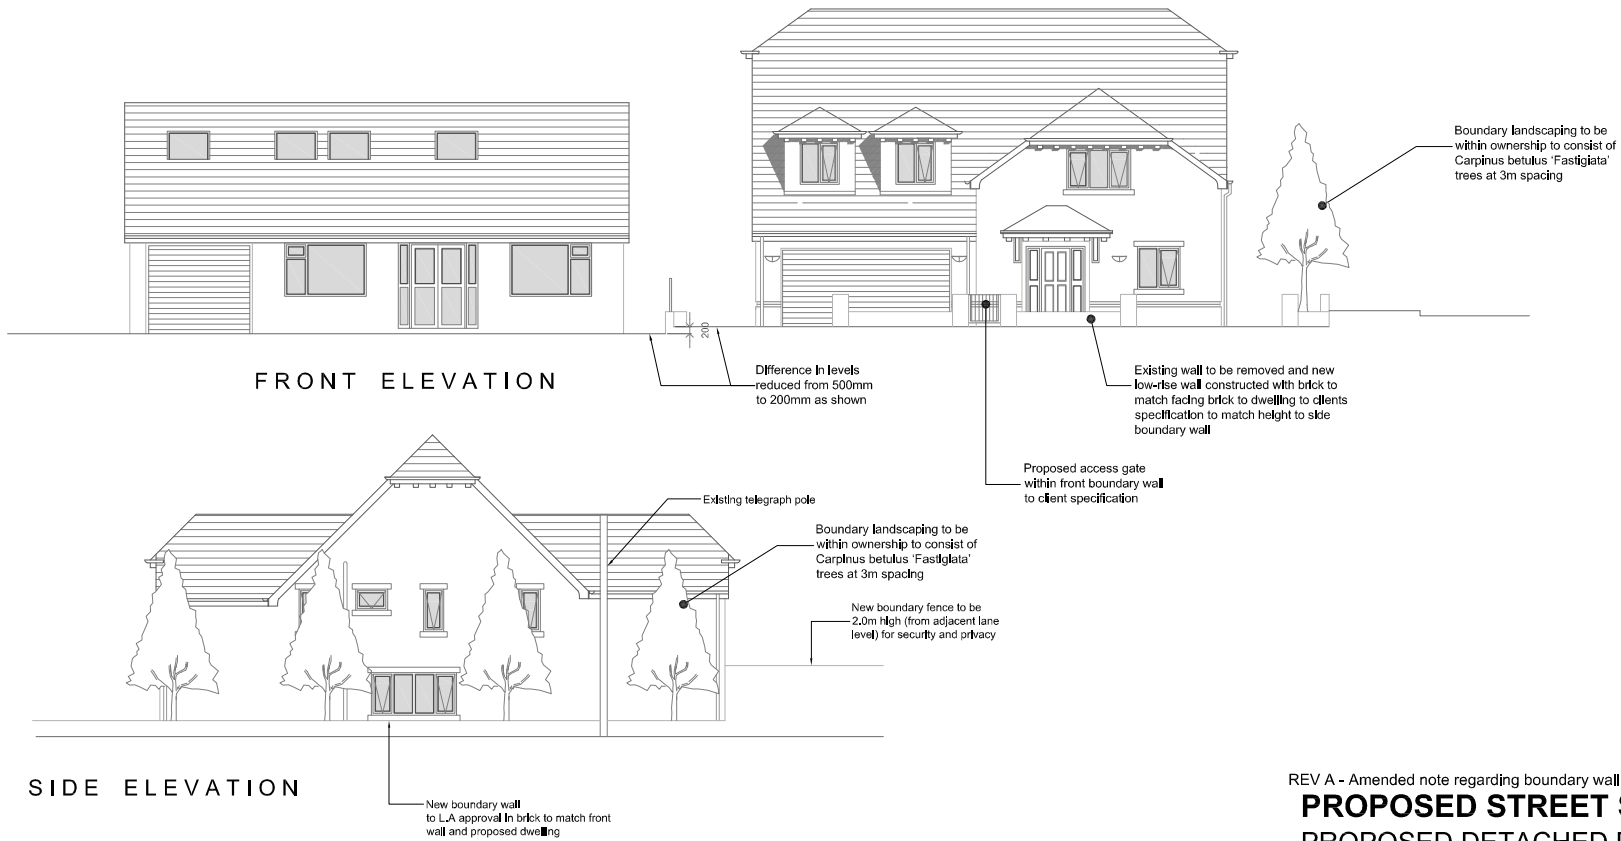 Boundary landscaping to be
within ownership to consist of
Carpinus betulus 'Fastigiata'
trees at 3m spacing
200
FRONT ELEVATION
Difference in levels
reduced from 500mm
to 200mm as shown
Existing wall to be removed and new
low-rise wall constructed with brick to
match facing brick to dwelling to clients
specification to match height to side
boundary wall
Proposed access gate
within front boundary wall
to client specification
Existing telegraph pole
Boundary landscaping to be
within ownership to consist of
Carpinus betulus 'Fastigiata'
trees at 3m spacing
New boundary fence to be
2.0m high (from adjacent lane
level) for security and privacy
SIDE ELEVATION
New boundary wall
to L.A approval in brick to match front
wall and proposed dwelling
REV A - Amended note regarding boundary wall
PROPOSED STREET
PROPOSED DETACHED